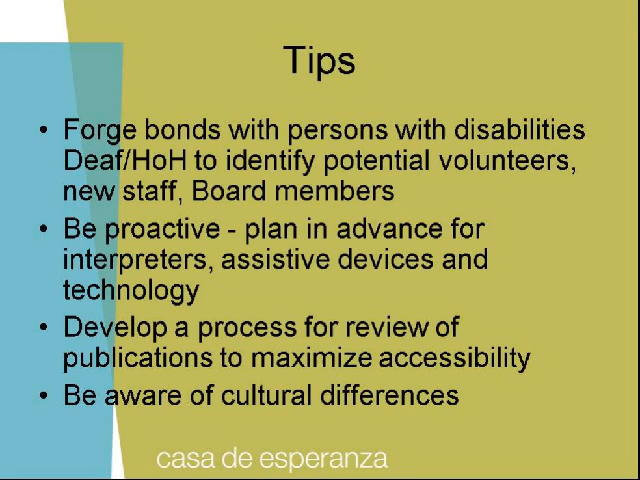 Tips
• Forge bonds with persons with disabilities
Deaf/HoH to identify potential volunteers,
new staff, Board members
• Be proactive - plan in advance for
interpreters, assistive devices and
technology
• Develop a process for review of
publications to maximize accessibility
• Be aware of cultural differences
casa de esperanza